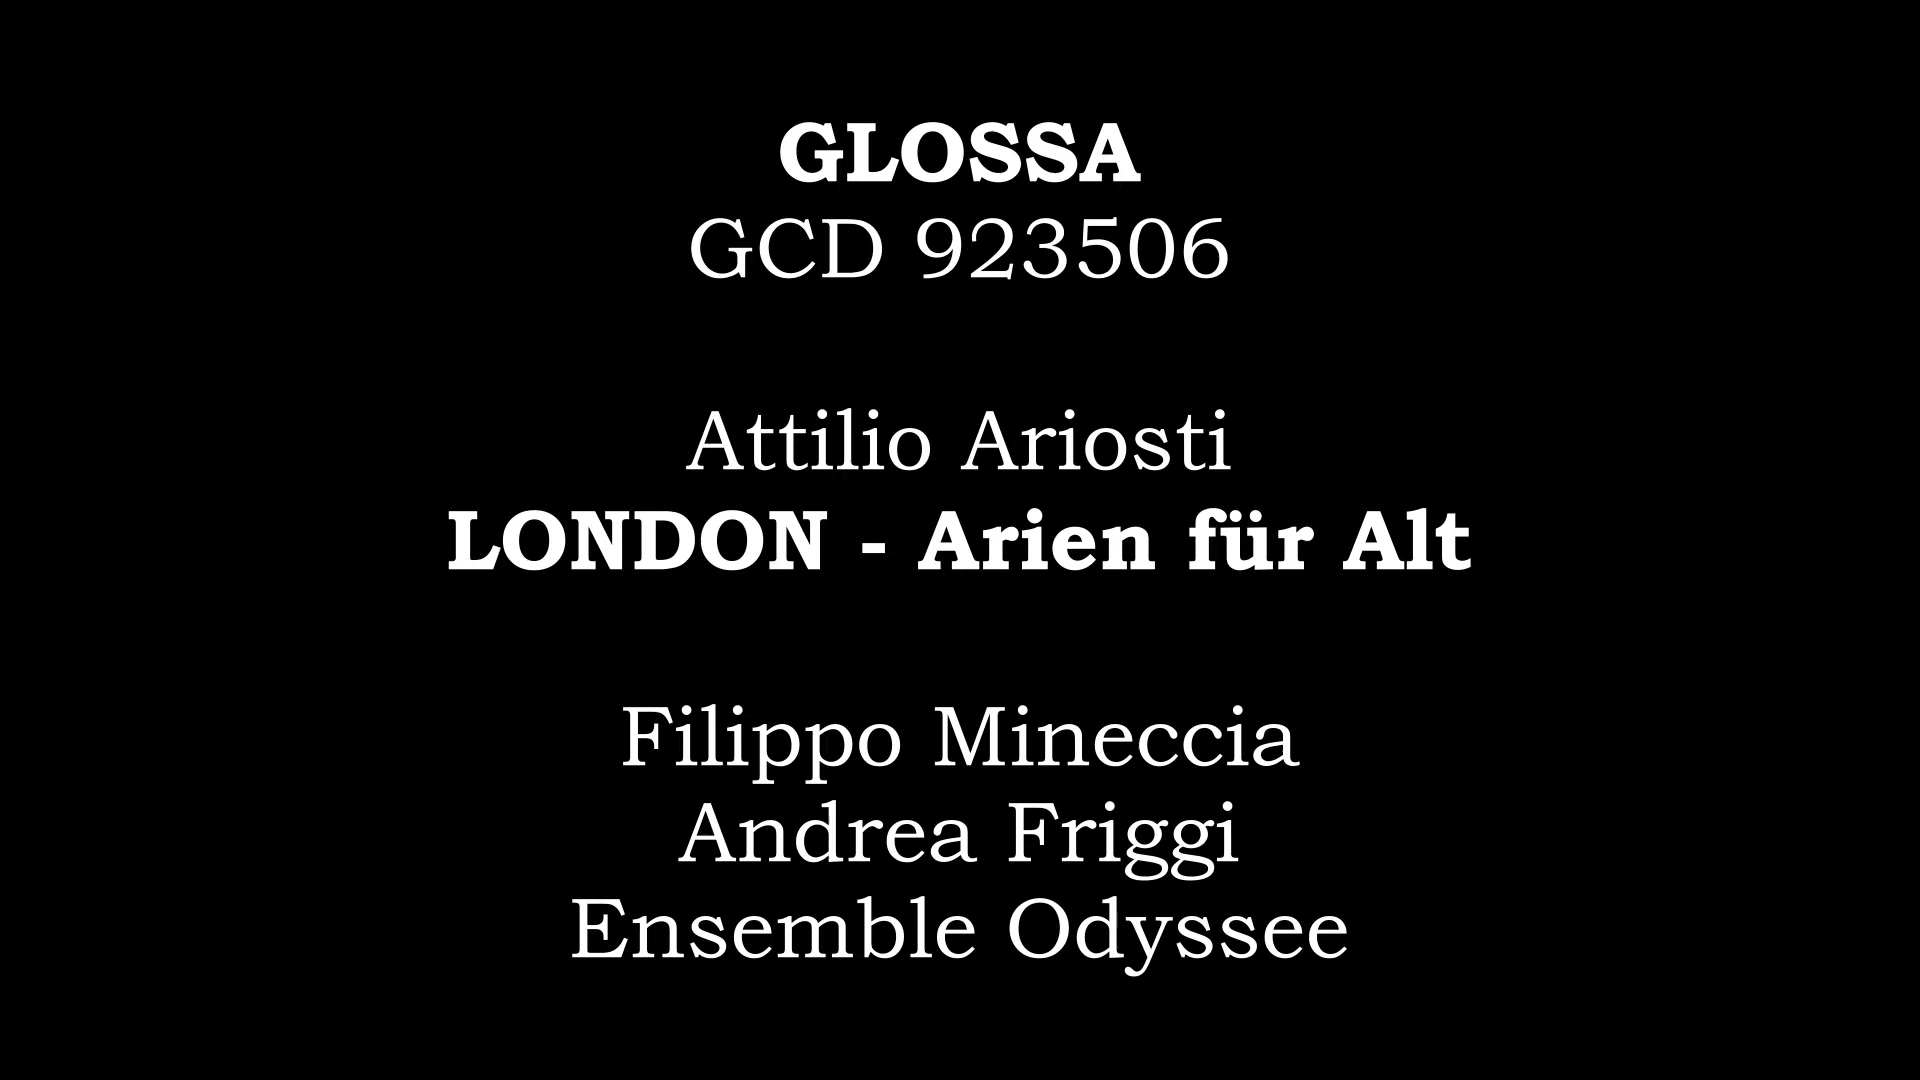 GLOSSA
GCD 923506
Attilio Ariosti
LONDON - Arien für Alt
Filippo Mineccia
Andrea Friggi
Ensemble Odyssee